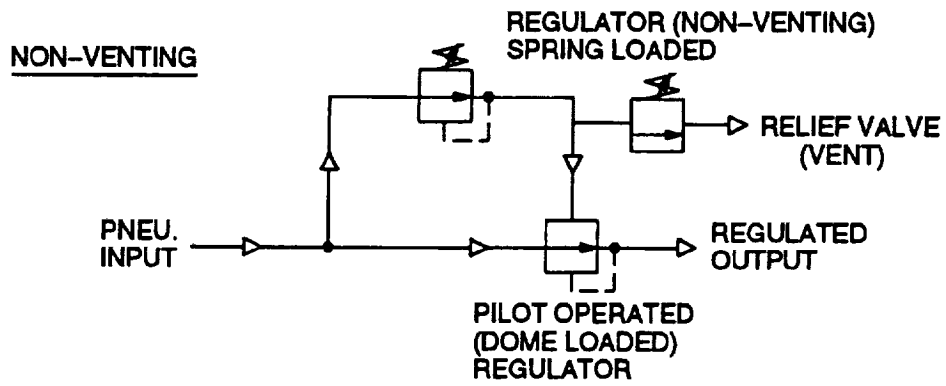 REGULATOR (NON–VENTING)
SPRING LOADED
NON–VENTING
RELIEF VALVE
(VENT)
PNEU.
INPUT
REGULATED
OUTPUT
PILOT OPERATED
(DOME LOADED)
REGULATOR